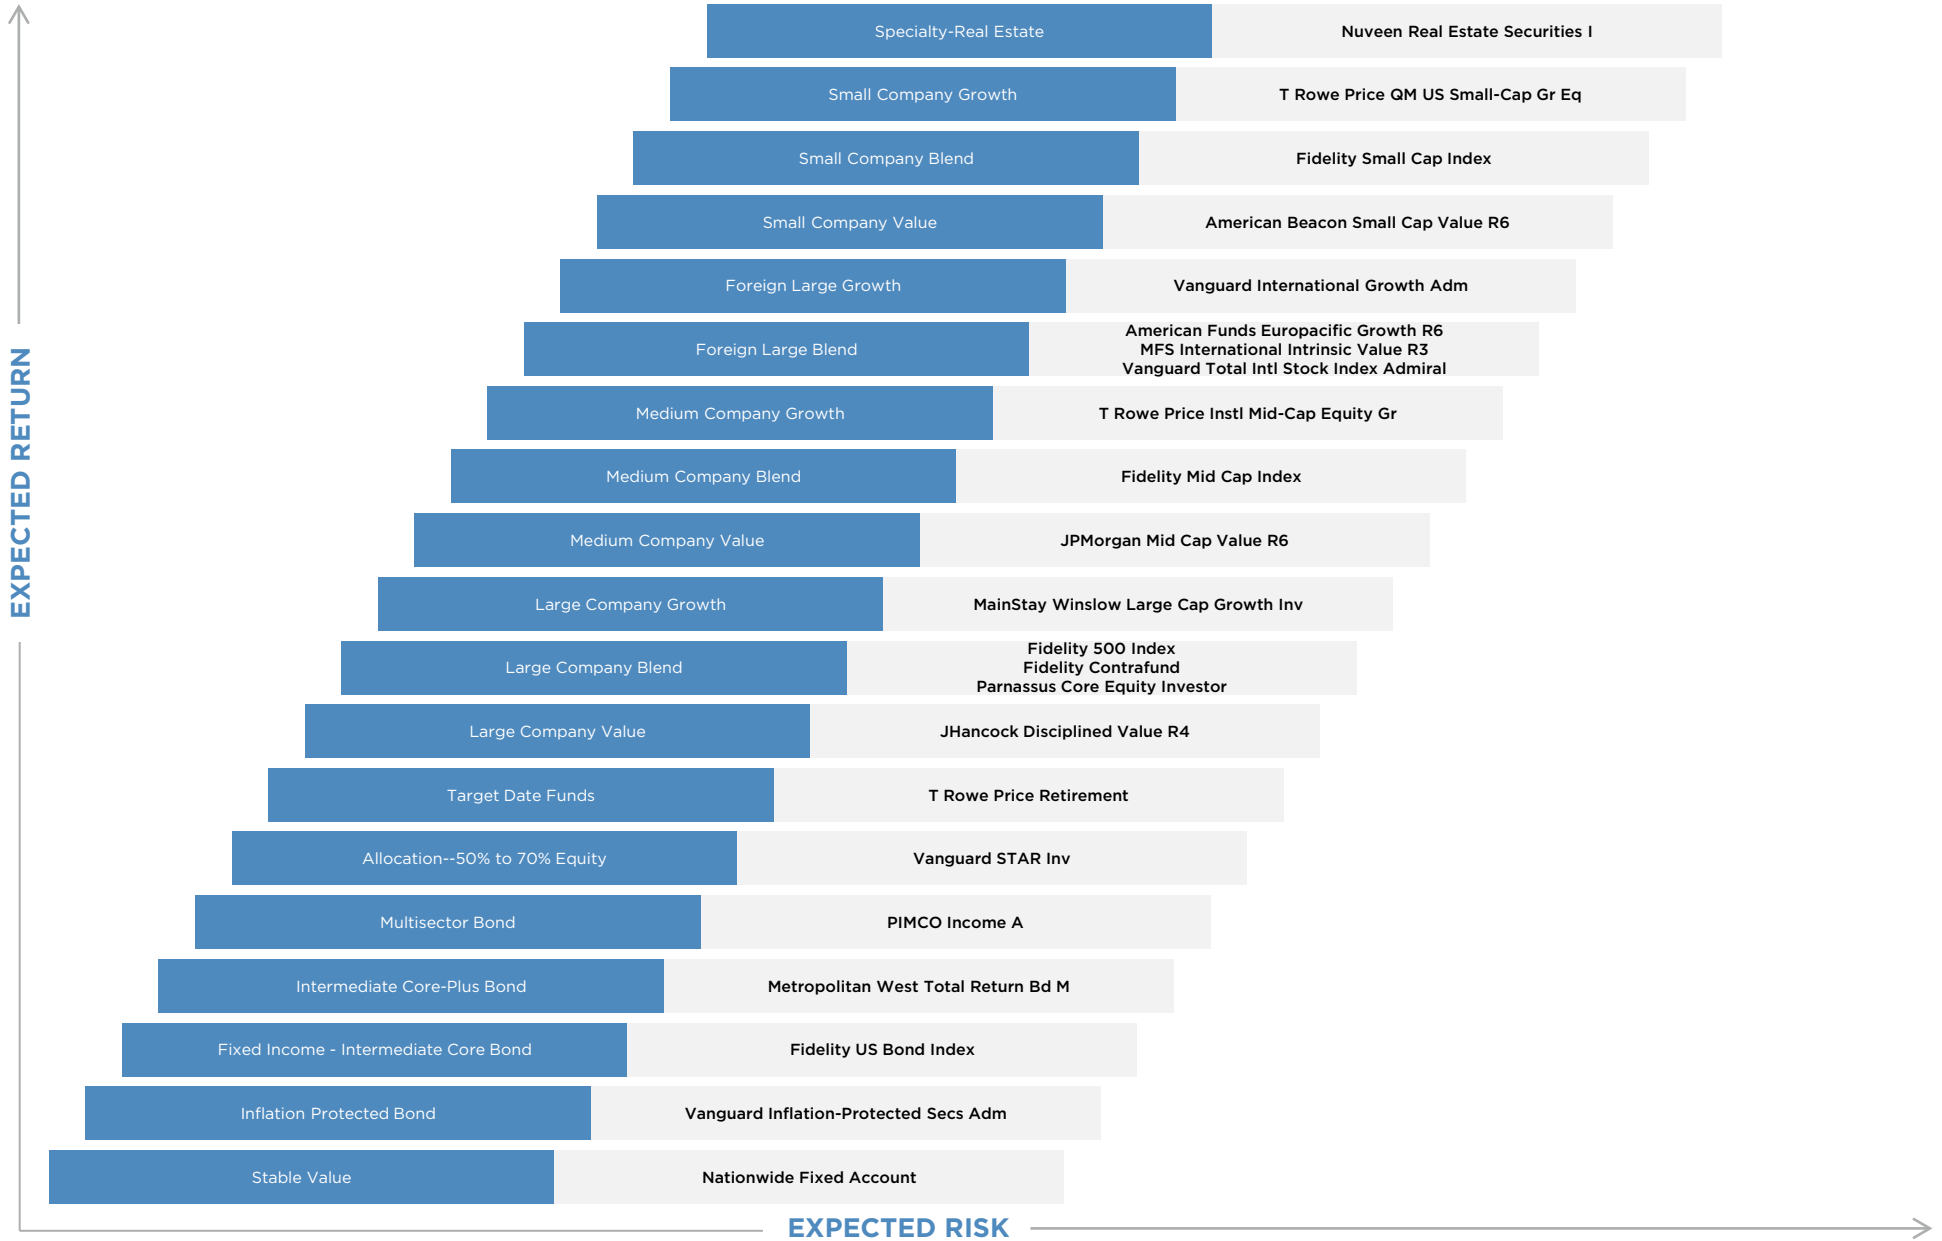 Specialty-Real Estate
Nuveen Real Estate Securities I
Small Company Growth
T Rowe Price QM US Small-Cap Gr Eq
Small Company Blend
Fidelity Small Cap Index
Small Company Value
American Beacon Small Cap Value R6
Foreign Large Growth
Vanguard International Growth Adm
Foreign Large Blend
American Funds Europacific Growth R6
MFS International Intrinsic Value R3
Vanguard Total Intl Stock Index Admiral
Medium Company Growth
T Rowe Price Instl Mid-Cap Equity Gr
Medium Company Blend
Fidelity Mid Cap Index
Medium Company Value
JPMorgan Mid Cap Value R6
Large Company Growth
MainStay Winslow Large Cap Growth Inv
Large Company Blend
Fidelity 500 Index
Fidelity Contrafund
Parnassus Core Equity Investor
Large Company Value
JHancock Disciplined Value R4
Target Date Funds
T Rowe Price Retirement
Allocation--50% to 70% Equity
Vanguard STAR Inv
Multisector Bond
PIMCO Income A
Intermediate Core-Plus Bond
Metropolitan West Total Return Bd M
Fixed Income - Intermediate Core Bond
Fidelity US Bond Index
Inflation Protected Bond
Vanguard Inflation-Protected Secs Adm
Stable Value
Nationwide Fixed Account
EXPECTED RETURN
EXPECTED RISK